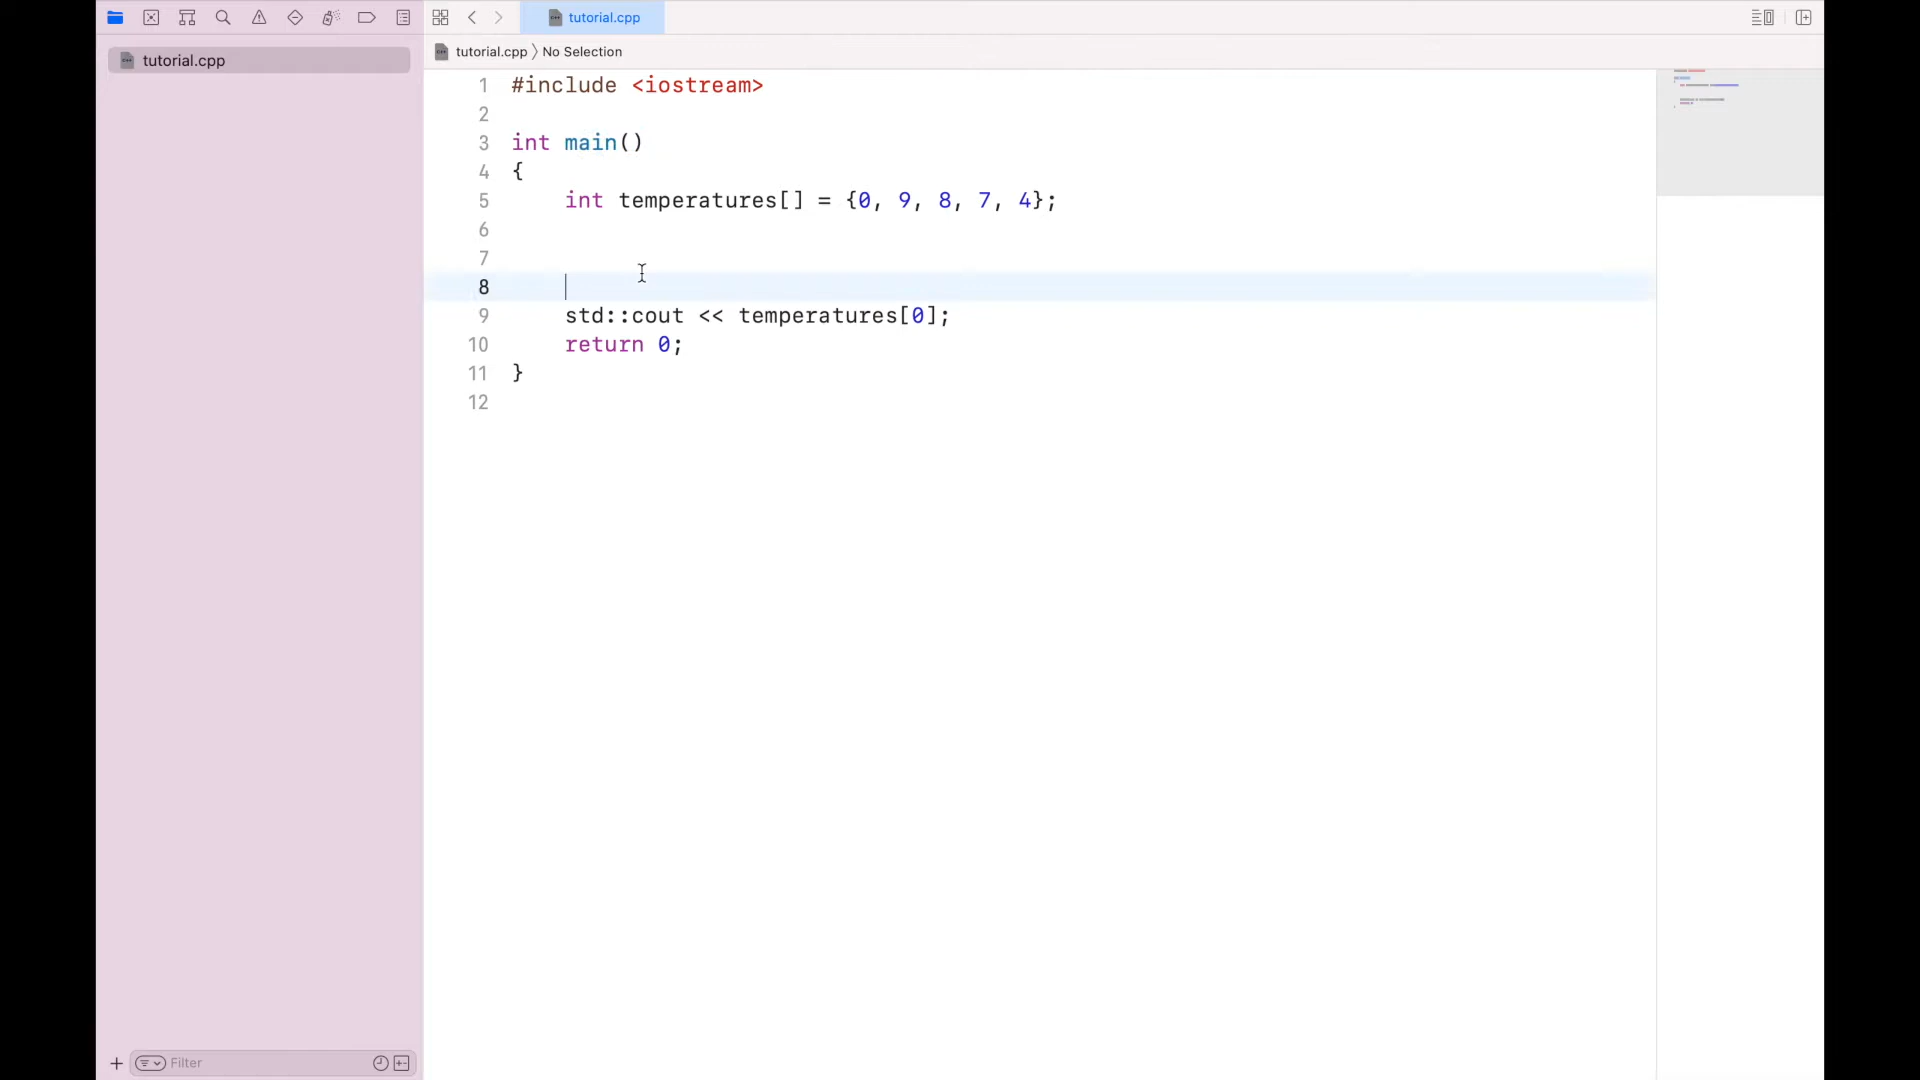 tutorial.cpp
tutorial.cpp
tutorial.cpp 〉 No Selection
1 #include <iostream>
2
3 int main()
4 {
5 int temperatures[] = {0, 9, 8, 7, 4};
6
7
8
9 std::cout << temperatures[0];
10 return 0;
11 }
12
Filter